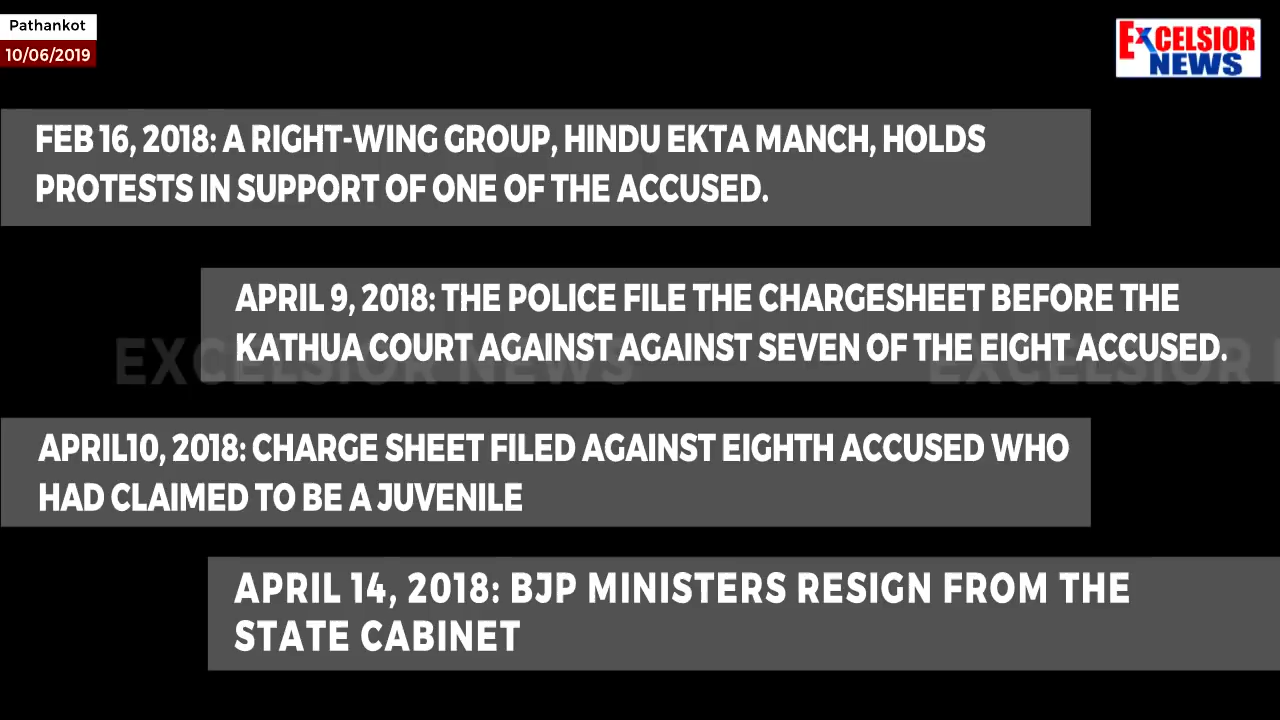 Pathankot
10/06/2019
EXCELSIOR
NEWS
FEB 16, 2018: A RIGHT-WING GROUP, HINDU EKTA MANCH, HOLDS
PROTESTS IN SUPPORT OF ONE OF THE ACCUSED.
APRIL 9, 2018: THE POLICE FILE THE CHARGESHEET BEFORE THE
KATHUA COURT AGAINST AGAINST SEVEN OF THE EIGHT ACCUSED.
EXCELSIOR NEWS
EXCELSIOR N
APRIL10, 2018: CHARGE SHEET FILED AGAINST EIGHTH ACCUSED WHO
HAD CLAIMED TO BE A JUVENILE
APRIL 14, 2018: BJP MINISTERS RESIGN FROM THE
STATE CABINET